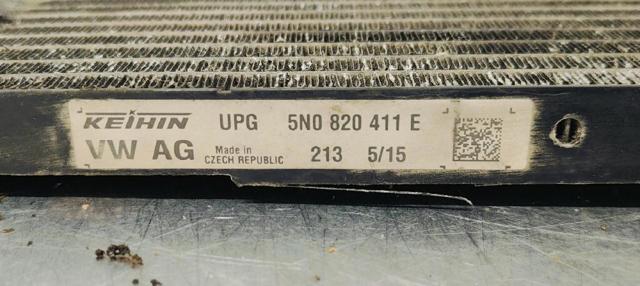 KEIHIN UPG 5N0 820 411 E
VW AG Made in CZECH REPUBLIC 213 5/15